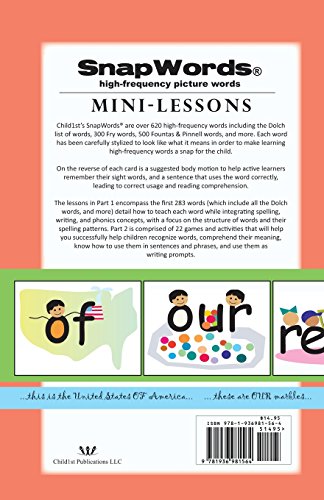 SnapWords®
high-frequency picture words
MINI-LESSONS
Child1st's SnapWords® are over 620 high-frequency words including the Dolch
list of words, 300 Fry words, 500 Fountas & Pinnell words, and more. Each word
has been carefully stylized to look like what it means in order to make learning
high-frequency words a snap for the child.
On the reverse of each card is a suggested body motion to help active learners
remember their sight words, and a sentence that uses the word correctly,
leading to correct usage and reading comprehension.
The lessons in Part 1 encompass the first 283 words (which include all the Dolch
words, and more) detail how to teach each word while integrating spelling,
writing, and phonics concepts, with a focus on the structure of words and their
spelling patterns. Part 2 is comprised of 22 games and activities that will help
you successfully help children recognize words, comprehend their meaning,
know how to use them in sentences and phrases, and use them as
writing prompts.
of
our
re
...this is the United States OF America...
...these are OUR marbles...
Child1st Publications LLC
ISBN 978-1-936981-56-4
$14.95
51495
9 781936 981564